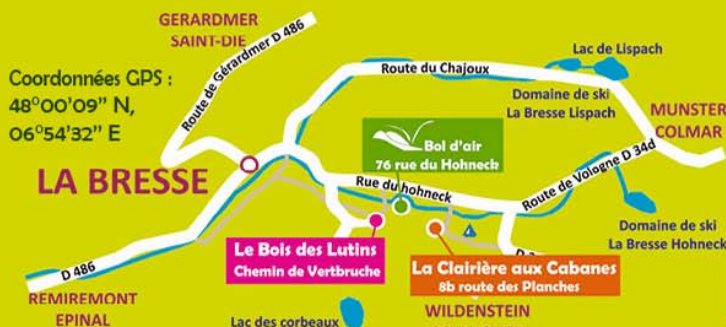 GERARDMER
SAINT-DIE
Coordonnées GPS :
48°00'09" N,
06°54'32" E
Route de Gérardmer D 486
Route du Chajoux
Lac de Lispach
Domaine de ski
La Bresse Lispach
MUNSTER
COLMAR
Bol d'air
76 rue du Hohneck
LA BRESSE
Rue du hohneck
Route de Vologne D 34d
Le Bois des Lutins
Chemin de Vertbruche
La Clairière aux Cabanes
8b route des Planches
Domaine de ski
La Bresse Hohneck
D 486
REMIREMONT
EPINAL
Lac des corbeaux
WILDENSTEIN